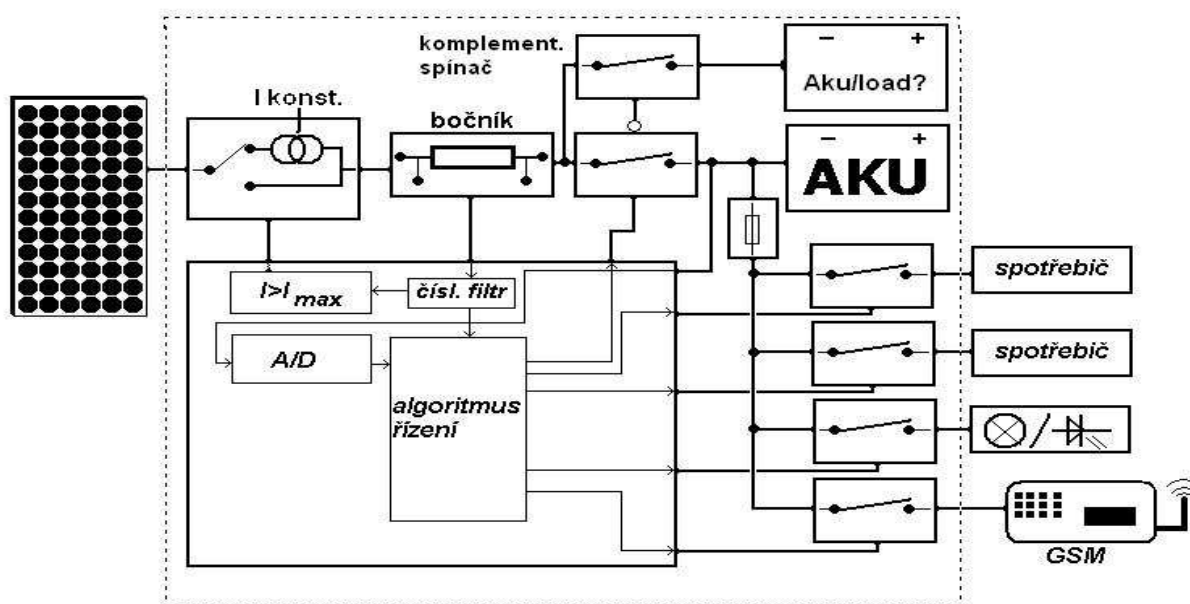 komplement.
spínač
– +
Aku/load?
I konst.
bočník
– +
AKU
I>I max
čísl. filtr
A/D
algoritmus
řízení
spotřebič
spotřebič
GSM